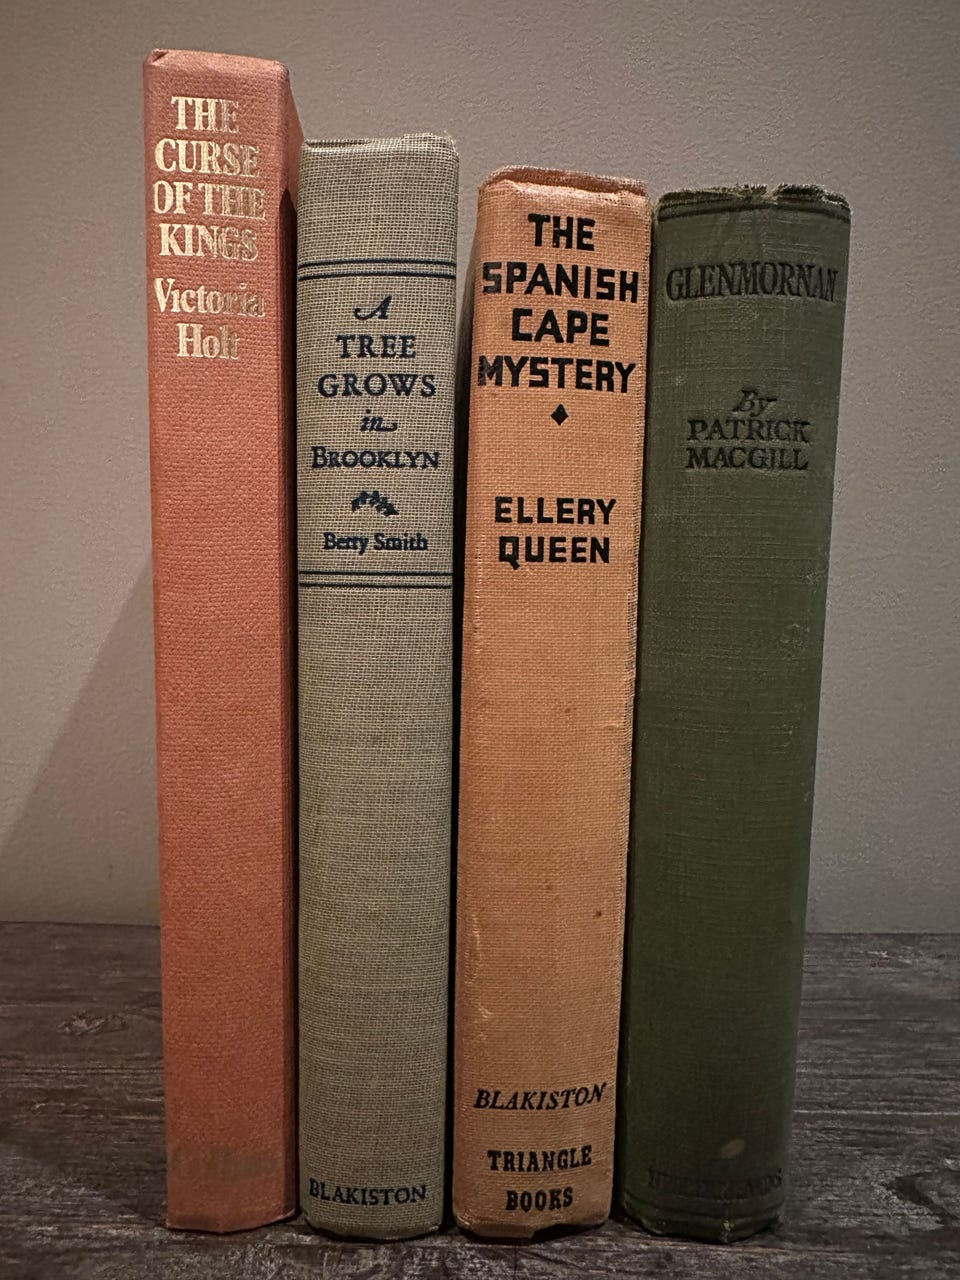 THE
CURSE
OF THE
KINGS
Victoria
Holt
A
TREE
GROWS
in
BROOKLYN
Betty Smith
BLAKISTON
THE
SPANISH
CAPE
MYSTERY
ELLERY
QUEEN
BLAKISTON
TRIANGLE
BOOKS
GLENMORNAN
By
PATRICK
MACGILL